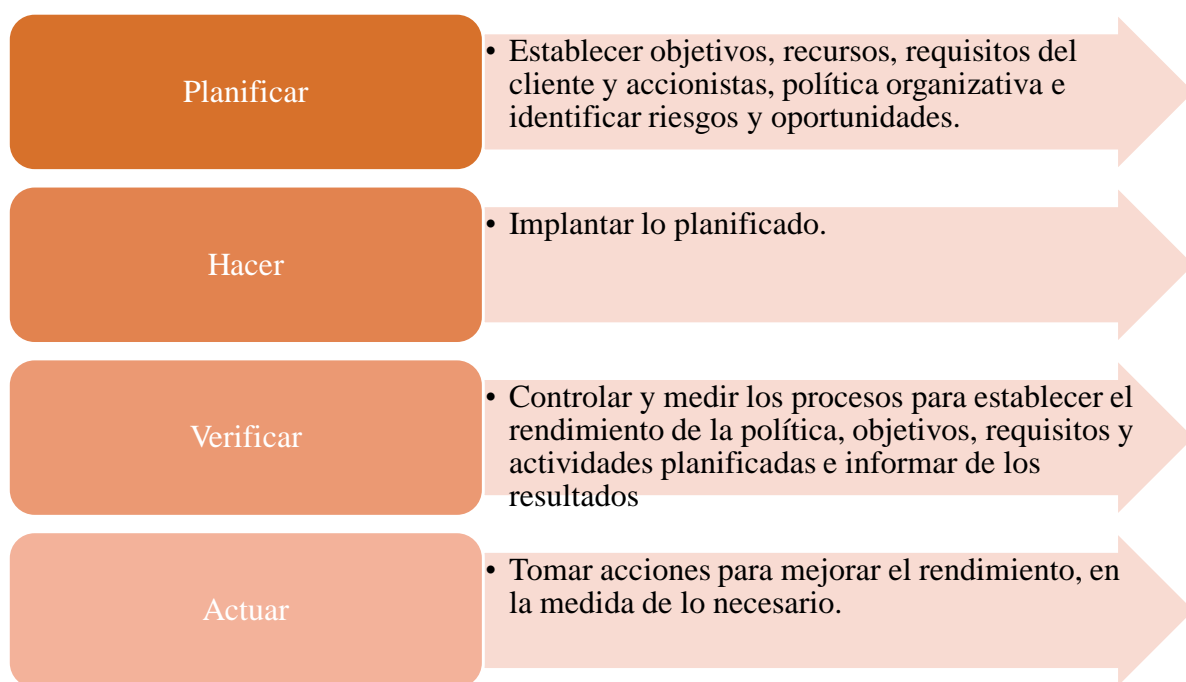 Planificar
• Establecer objetivos, recursos, requisitos del
cliente y accionistas, política organizativa e
identificar riesgos y oportunidades.
Hacer
• Implantar lo planificado.
Verificar
• Controlar y medir los procesos para establecer el
rendimiento de la política, objetivos, requisitos y
actividades planificadas e informar de los
resultados
Actuar
• Tomar acciones para mejorar el rendimiento, en
la medida de lo necesario.